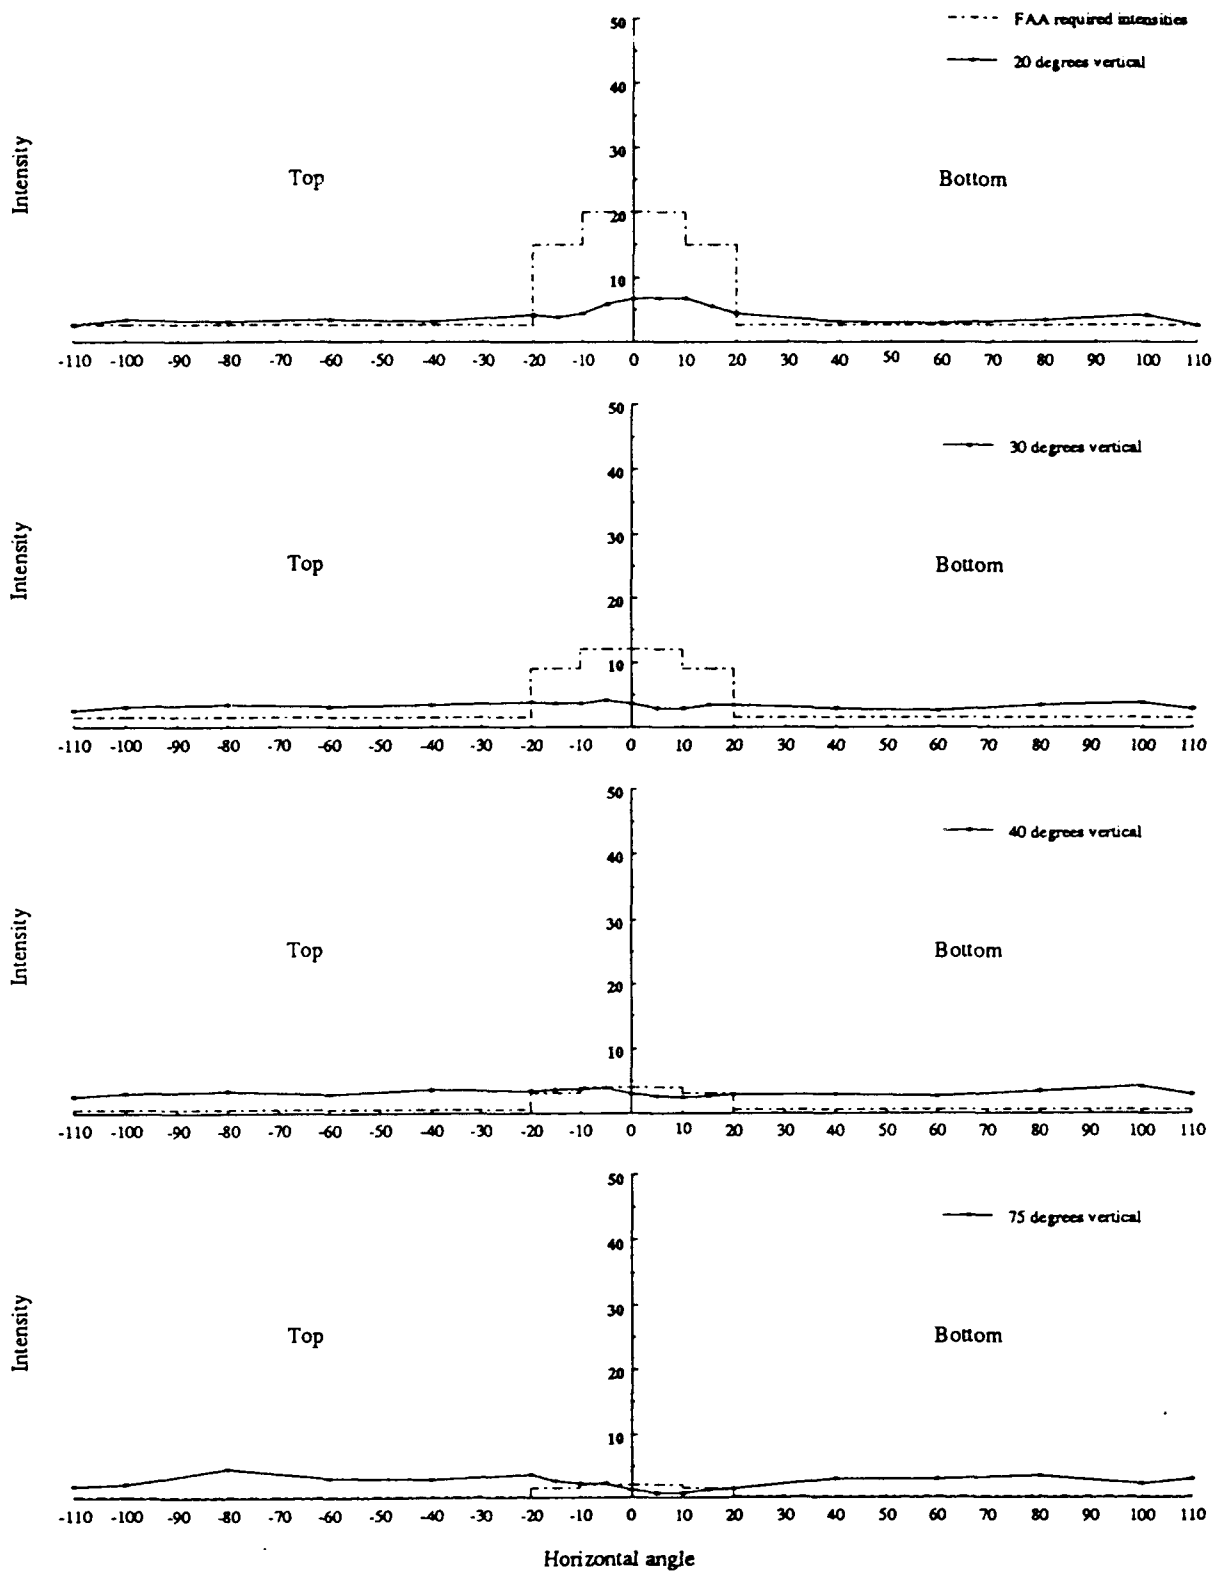 50
FAA required intensities
20 degrees vertical
40
30
Intensity
Top
Bottom
20
10
-110 -100 -90 -80 -70 -60 -50 -40 -30 -20 -10 0 10 20 30 40 50 60 70 80 90 100 110
50
30 degrees vertical
40
30
Intensity
Top
Bottom
20
10
-110 -100 -90 -80 -70 -60 -50 -40 -30 -20 -10 0 10 20 30 40 50 60 70 80 90 100 110
50
40 degrees vertical
40
30
Intensity
Top
Bottom
20
10
-110 -100 -90 -80 -70 -60 -50 -40 -30 -20 -10 0 10 20 30 40 50 60 70 80 90 100 110
50
75 degrees vertical
40
30
Intensity
Top
Bottom
20
10
-110 -100 -90 -80 -70 -60 -50 -40 -30 -20 -10 0 10 20 30 40 50 60 70 80 90 100 110
Horizontal angle